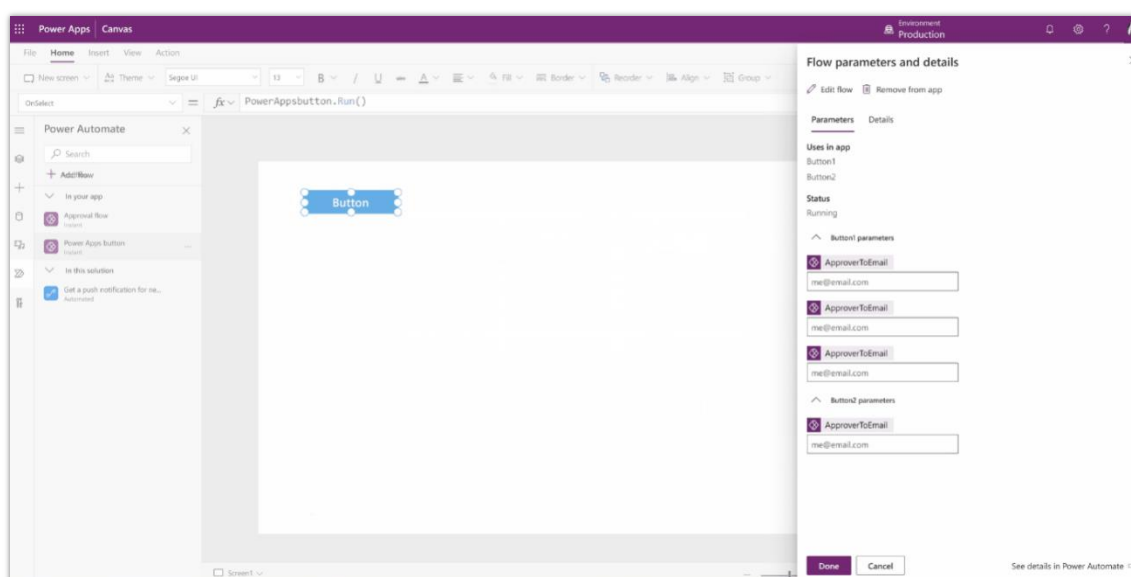 Power Apps | Canvas
Environment
Production
?
File Home Insert View Action
New screen Theme Segoe UI 13 B / U A Fill Border Reorder Align Group
OnSelect = fx PowerAppsbutton.Run()
Power Automate
Search
Add flow
In your app
Approval flow
Instant
Power Apps button
Instant
...
In this solution
Get a push notification for ne...
Automated
Button
Screen1
Flow parameters and details
Edit flow Remove from app
Parameters Details
Uses in app
Button1
Button2
Status
Running
Button1 parameters
ApproverToEmail
me@email.com
ApproverToEmail
me@email.com
ApproverToEmail
me@email.com
Button2 parameters
ApproverToEmail
me@email.com
Done Cancel See details in Power Automate